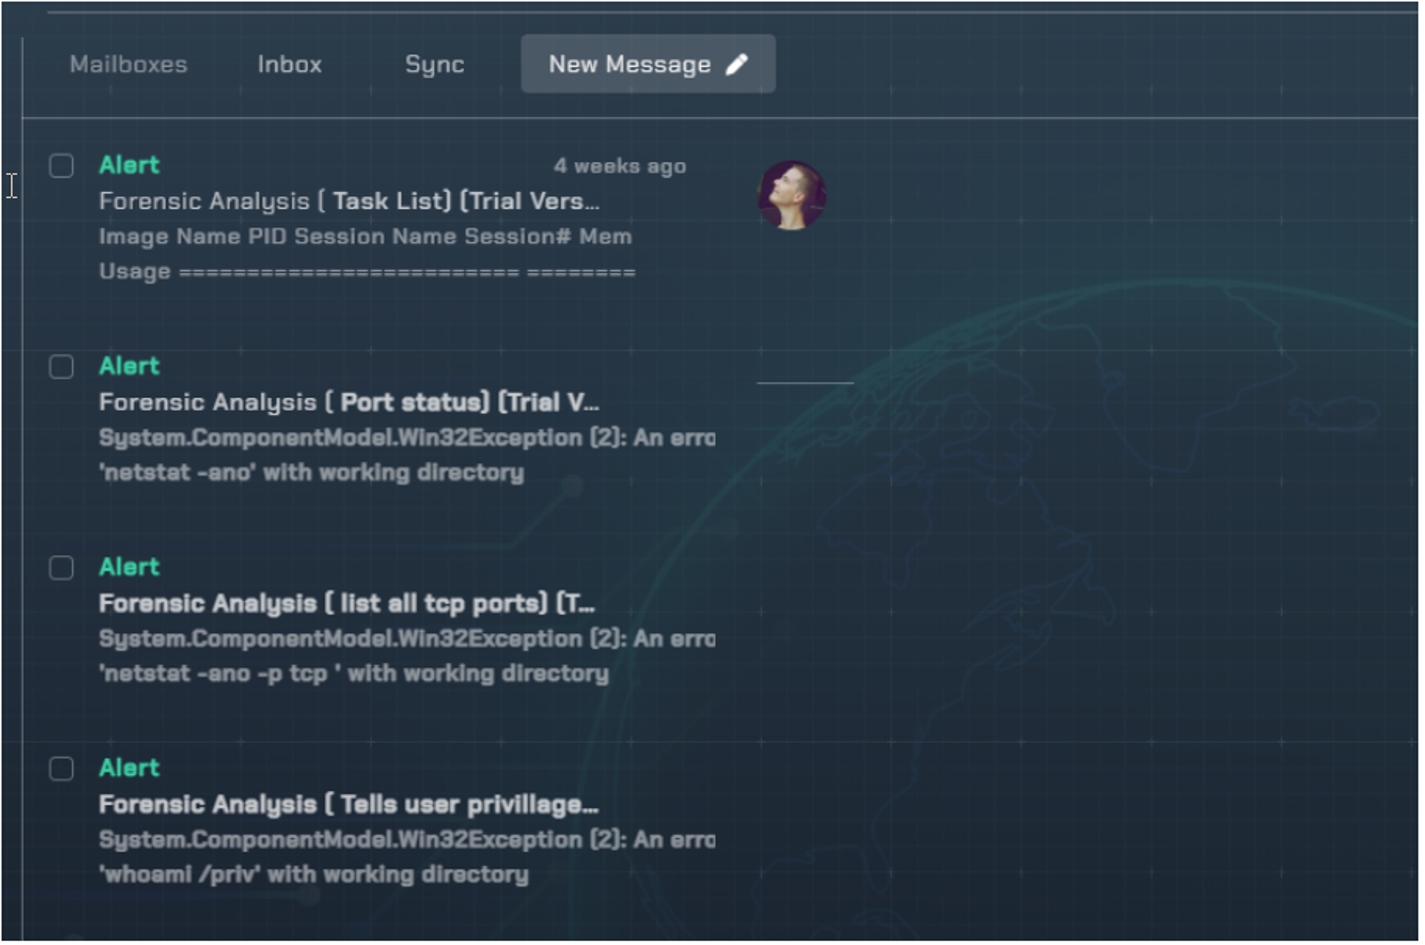 Mailboxes Inbox Sync New Message
Alert 4 weeks ago
Forensic Analysis ( Task List) (Trial Vers...
Image Name PID Session Name Session# Mem
Usage ========================= ========
Alert
Forensic Analysis ( Port status) (Trial V...
System.ComponentModel.Win32Exception (2): An erro
'netstat -ano' with working directory
Alert
Forensic Analysis ( list all tcp ports) (T...
System.ComponentModel.Win32Exception (2): An erro
'netstat -ano -p tcp ' with working directory
Alert
Forensic Analysis ( Tells user privillage...
System.ComponentModel.Win32Exception (2): An erro
'whoami /priv' with working directory